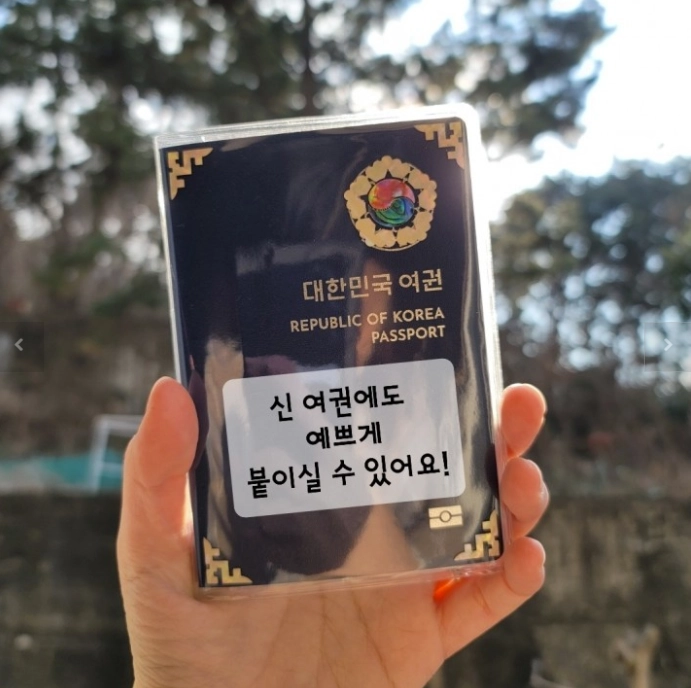 대한민국 여권
REPUBLIC OF KOREA
PASSPORT
신 여권에도
예쁘게
붙이실 수 있어요!